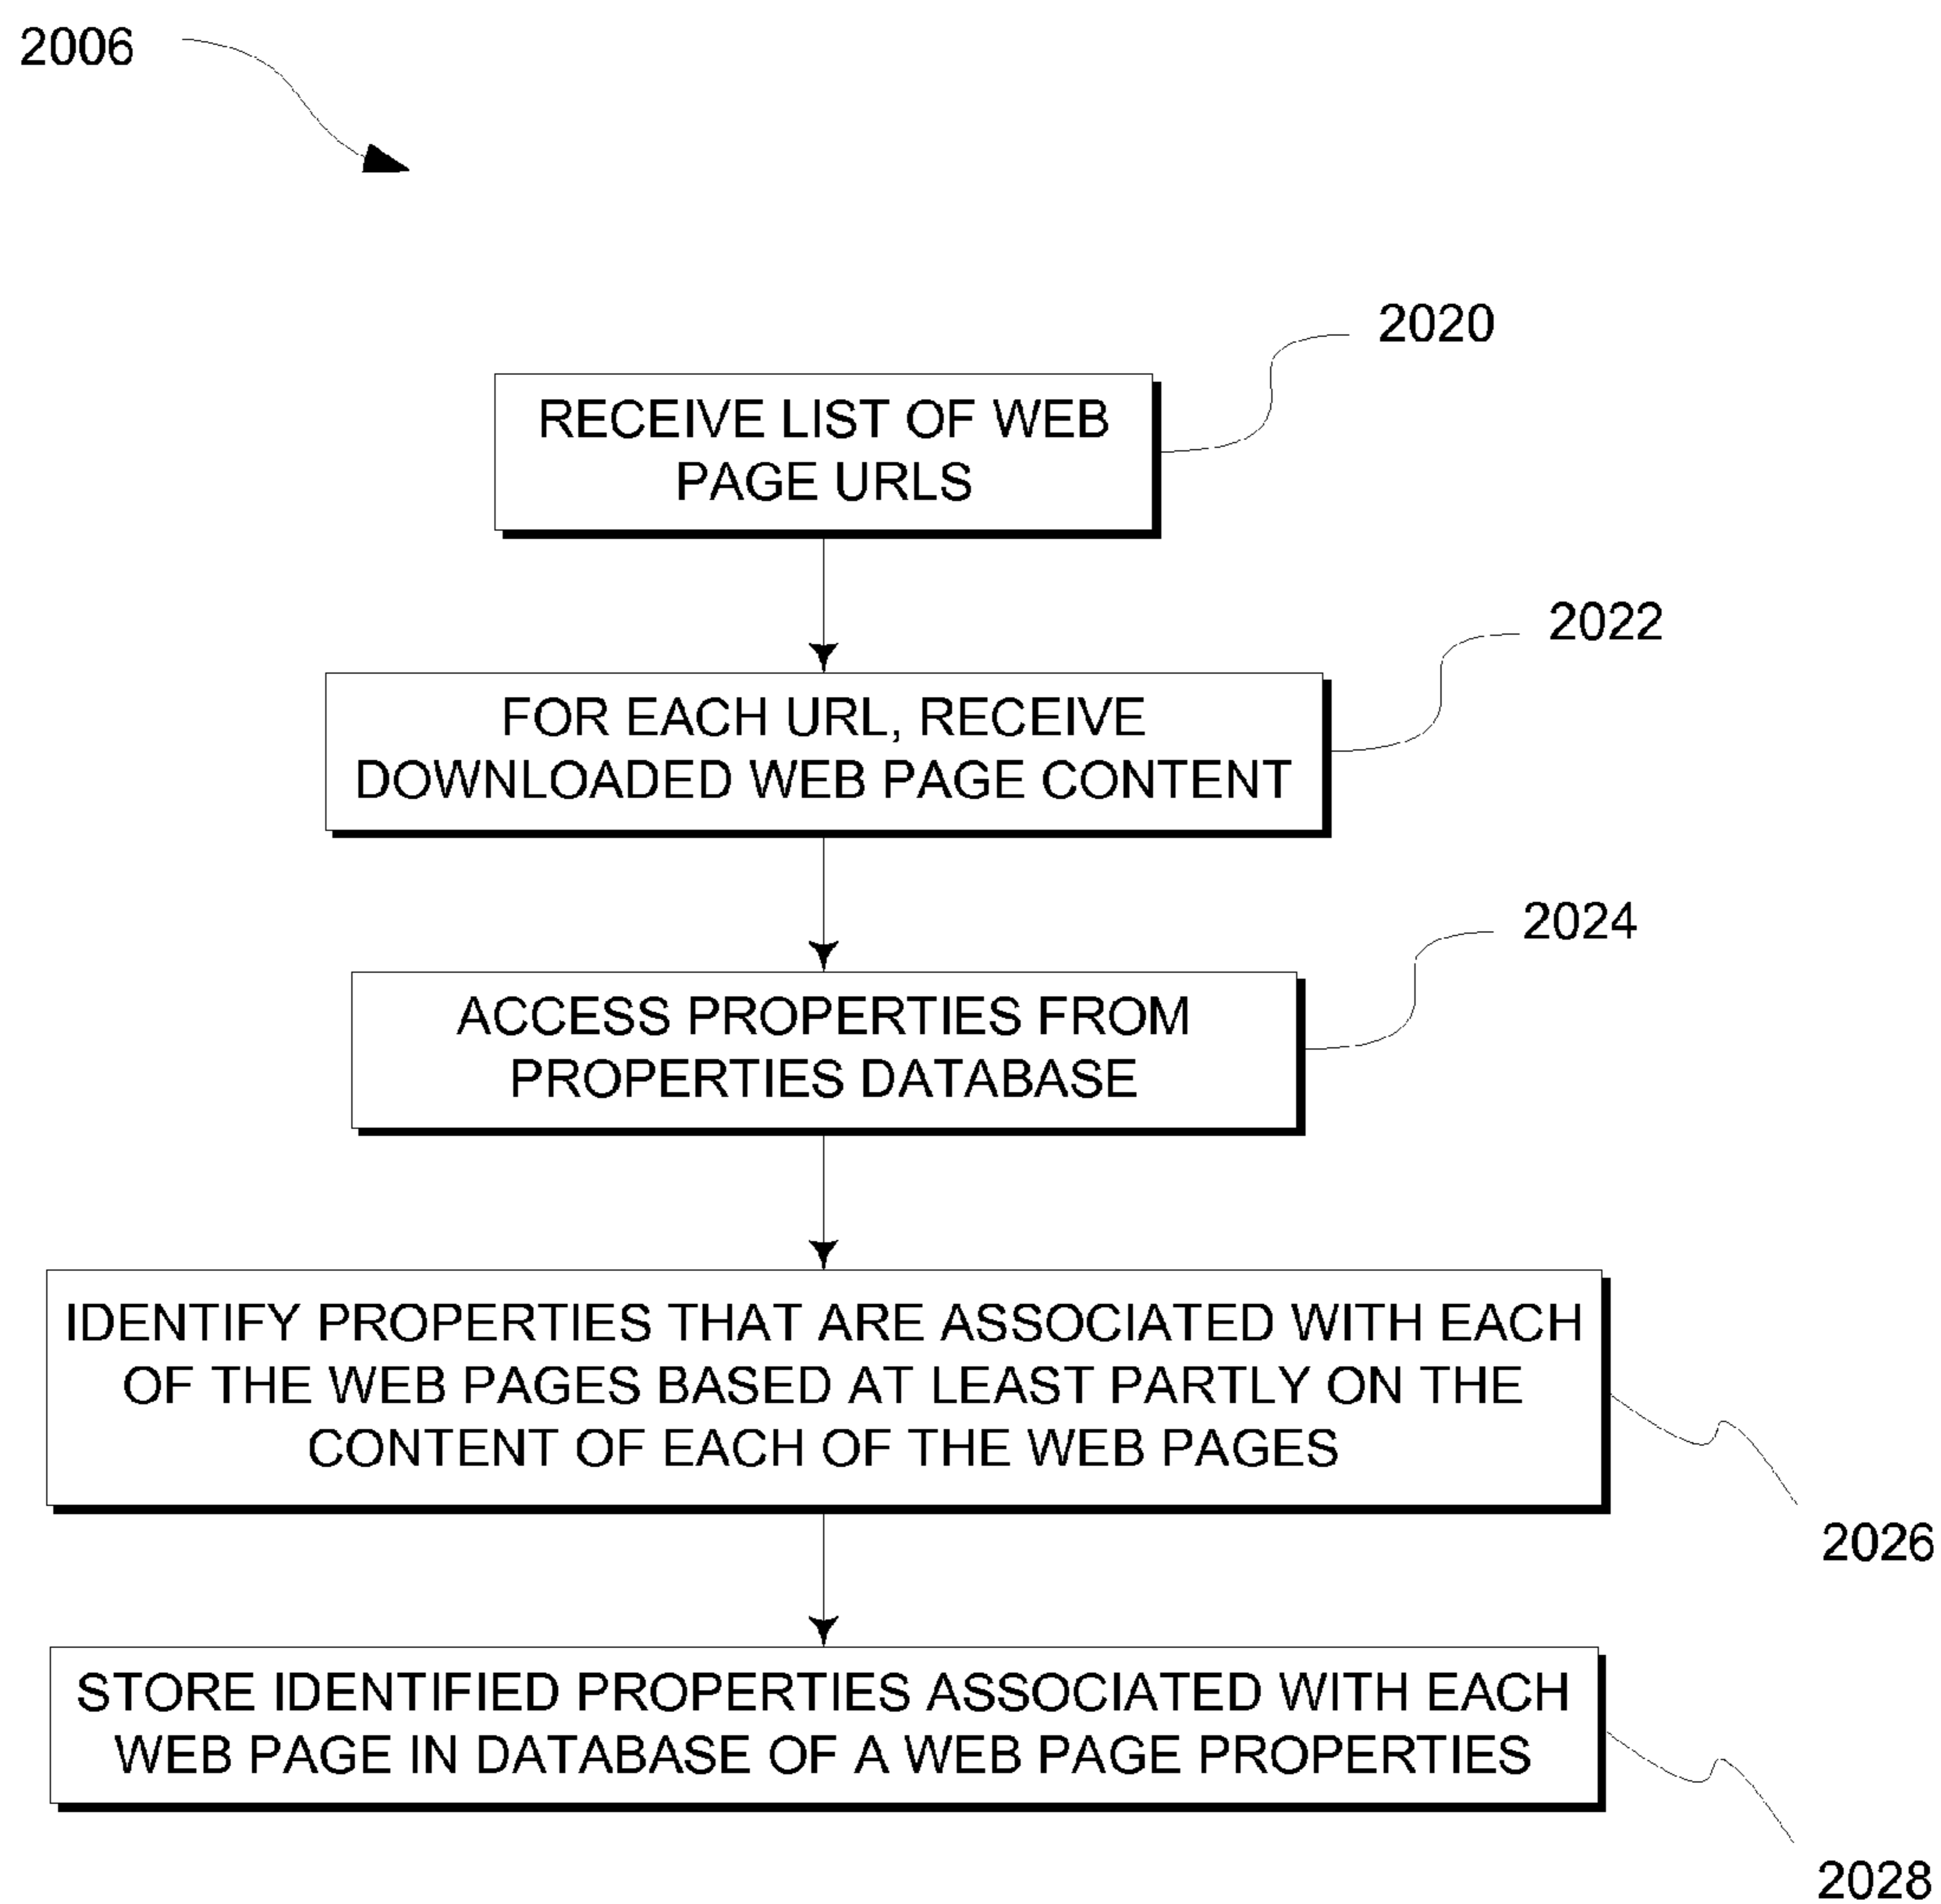 2006
2020
RECEIVE LIST OF WEB
PAGE URLS
2022
FOR EACH URL, RECEIVE
DOWNLOADED WEB PAGE CONTENT
2024
ACCESS PROPERTIES FROM
PROPERTIES DATABASE
IDENTIFY PROPERTIES THAT ARE ASSOCIATED WITH EACH
OF THE WEB PAGES BASED AT LEAST PARTLY ON THE
CONTENT OF EACH OF THE WEB PAGES
2026
STORE IDENTIFIED PROPERTIES ASSOCIATED WITH EACH
WEB PAGE IN DATABASE OF A WEB PAGE PROPERTIES
2028